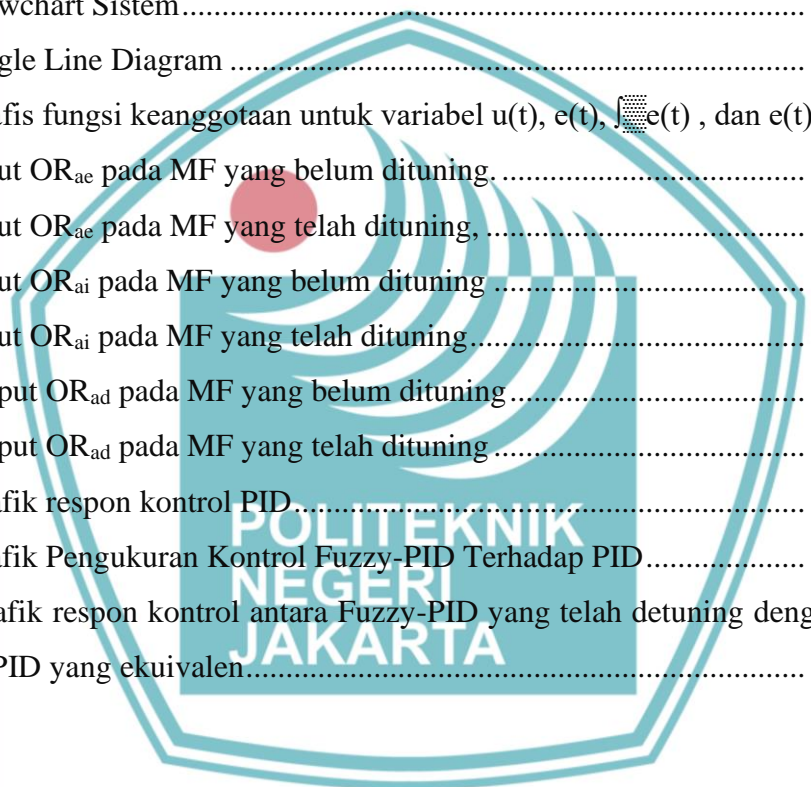 wchart Sistem
gle Line Diagram
afis fungsi keanggotaan untuk variabel u(t), e(t), ∫e(t) , dan e(t)
ut ORae pada MF yang belum dituning.
ut ORae pada MF yang telah dituning,
ut ORai pada MF yang belum dituning
ut ORai pada MF yang telah dituning
put ORad pada MF yang belum dituning
put ORad pada MF yang telah dituning
afik respon kontrol PID
afik Pengukuran Kontrol Fuzzy-PID Terhadap PID
afik respon kontrol antara Fuzzy-PID yang telah detuning deng
PID yang ekuivalen
POLITEKNIK
NEGERI
JAKARTA